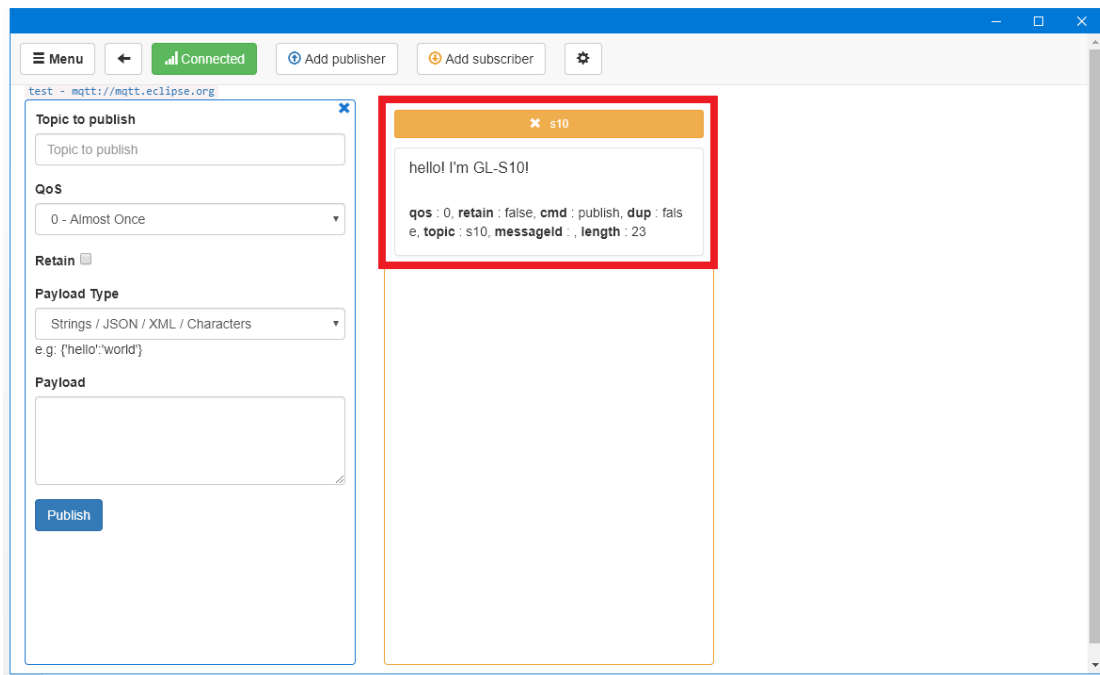 Menu
Connected
Add publisher
Add subscriber
test - mqtt://mqtt.eclipse.org
Topic to publish
Topic to publish
QoS
0 - Almost Once
Retain
Payload Type
Strings / JSON / XML / Characters
e.g: {'hello':'world'}
Payload
Publish
s10
hello! I'm GL-S10!
qos : 0, retain : false, cmd : publish, dup : fals
e, topic : s10, messageId : , length : 23